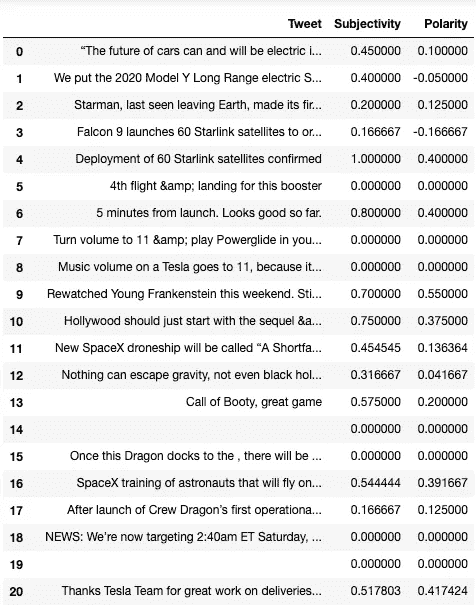 Tweet Subjectivity Polarity
0 “The future of cars can and will be electric i... 0.450000 0.100000
1 We put the 2020 Model Y Long Range electric S... 0.400000 -0.050000
2 Starman, last seen leaving Earth, made its fir... 0.200000 0.125000
3 Falcon 9 launches 60 Starlink satellites to or... 0.166667 -0.166667
4 Deployment of 60 Starlink satellites confirmed 1.000000 0.400000
5 4th flight &amp; landing for this booster 0.000000 0.000000
6 5 minutes from launch. Looks good so far. 0.800000 0.400000
7 Turn volume to 11 &amp; play Powerglide in you... 0.000000 0.000000
8 Music volume on a Tesla goes to 11, because it... 0.000000 0.000000
9 Rewatched Young Frankenstein this weekend. Sti... 0.700000 0.550000
10 Hollywood should just start with the sequel &a... 0.750000 0.375000
11 New SpaceX droneship will be called “A Shortfa... 0.454545 0.136364
12 Nothing can escape gravity, not even black hol... 0.316667 0.041667
13 Call of Booty, great game 0.575000 0.200000
14 0.000000 0.000000
15 Once this Dragon docks to the , there will be ... 0.000000 0.000000
16 SpaceX training of astronauts that will fly on... 0.544444 0.391667
17 After launch of Crew Dragon’s first operationa... 0.166667 0.125000
18 NEWS: We’re now targeting 2:40am ET Saturday, ... 0.000000 0.000000
19 0.000000 0.000000
20 Thanks Tesla Team for great work on deliveries... 0.517803 0.417424